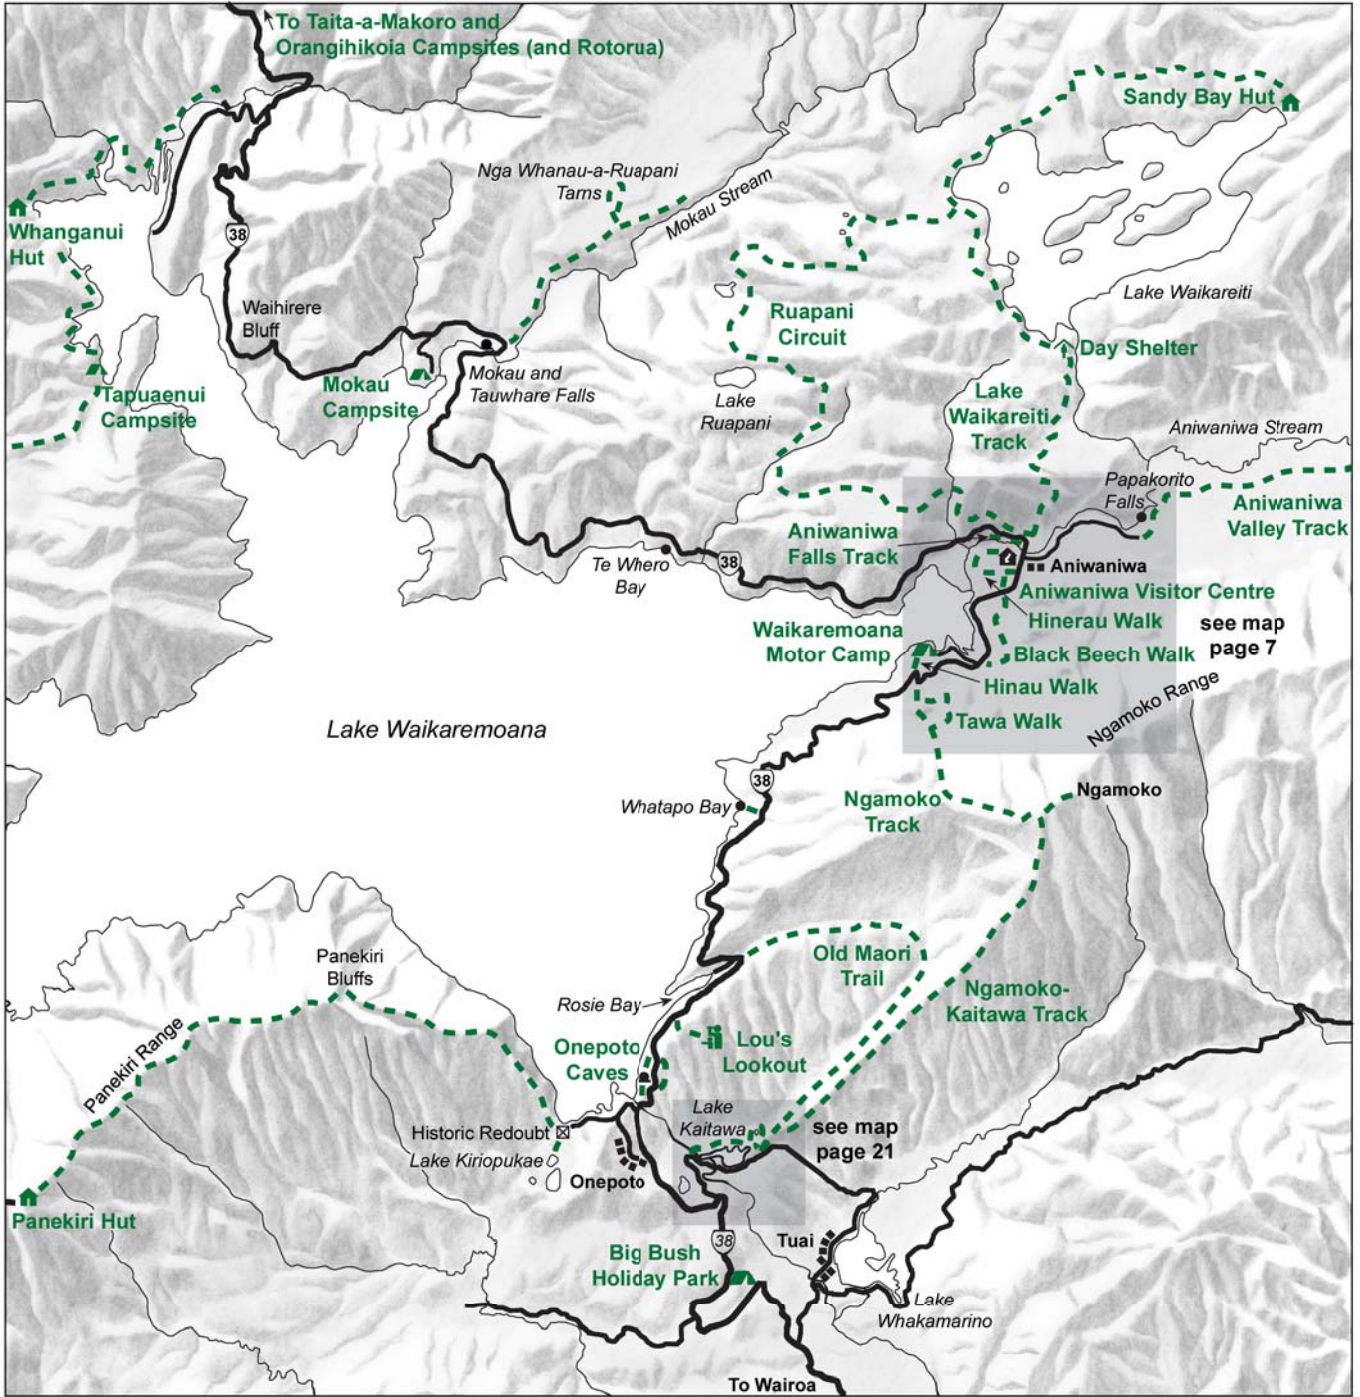 To Taita-a-Makoro and
Orangihikoia Campsites (and Rotorua)
Sandy Bay Hut
Nga Whanau-a-Ruapani
Tarns
Mokau Stream
Whanganui
Hut
38
Lake Waikareiti
Waihirere
Bluff
Ruapani
Circuit
Day Shelter
Mokau
Campsite
Mokau and
Tauwhare Falls
Tapuaenui
Campsite
Lake
Ruapani
Lake
Waikareiti
Track
Aniwaniwa Stream
Papakorito
Falls
Aniwaniwa
Valley Track
Aniwaniwa
Falls Track
Te Whero
Bay
38
Aniwaniwa
Aniwaniwa Visitor Centre
Hinerau Walk
see map
page 7
Waikaremoana
Motor Camp
Black Beech Walk
Hinau Walk
Tawa Walk
Ngamoko Range
Lake Waikaremoana
38
Whatapo Bay
Ngamoko
Track
Ngamoko
Panekiri
Bluffs
Old Maori
Trail
Rosie Bay
Ngamoko-
Kaitawa Track
Panekiri Range
Onepoto
Caves
Lou's
Lookout
Lake
Kaitawa
see map
page 21
Historic Redoubt
Lake Kiriopukae
Onepoto
Panekiri Hut
38
Tuai
Big Bush
Holiday Park
Lake
Whakamarino
To Wairoa